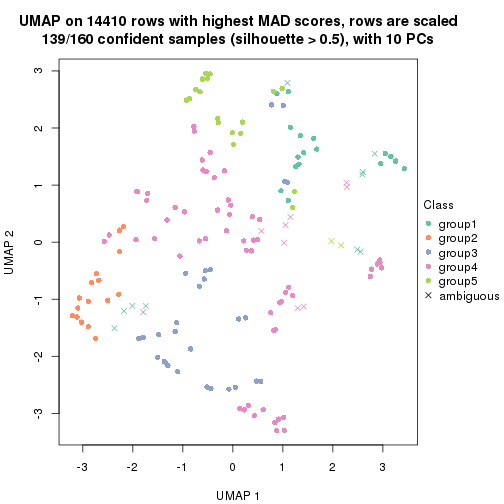 UMAP on 14410 rows with highest MAD scores, rows are scaled
139/160 confident samples (silhouette > 0.5), with 10 PCs
3
2
1
0
-1
-2
-3
UMAP 2
-3
-2
-1
0
1
2
3
UMAP 1
Class
group1
group2
group3
group4
group5
ambiguous